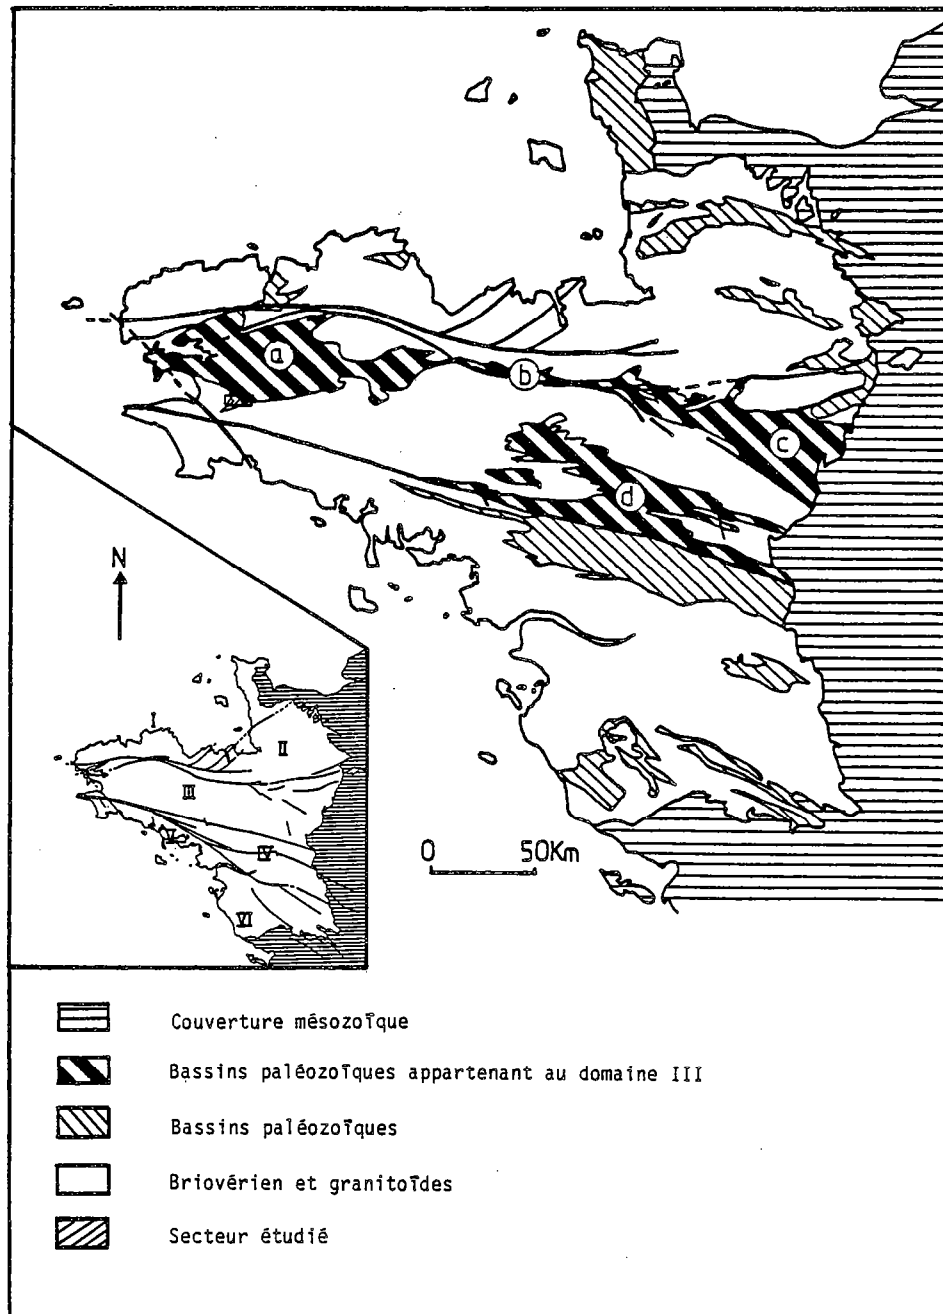 a
b
c
d
N
I
II
III
IV
V
VI
0 50Km
Couverture mésozoïque
Bassins paléozoïques appartenant au domaine III
Bassins paléozoïques
Briovérien et granitoïdes
Secteur étudié